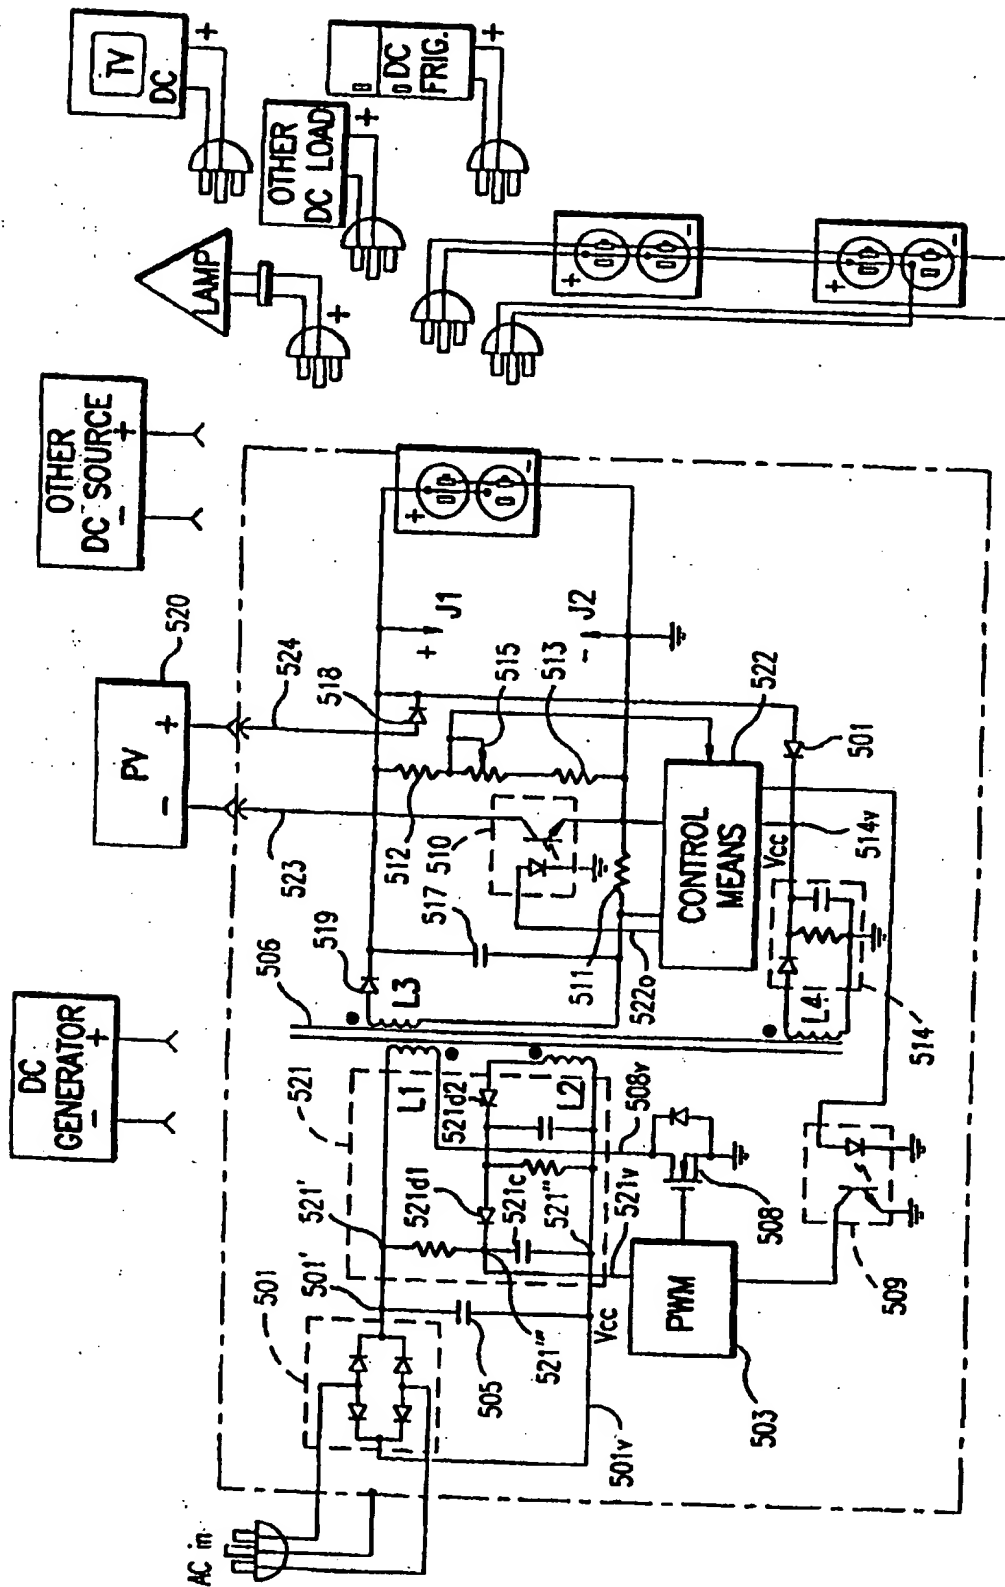 AC in
501
501'
521'
521
DC
GENERATOR
-
+
506
523
PV
-
+
520
524
OTHER
DC SOURCE
-
+
LAMP
+
TV
DC
+
OTHER
DC LOAD
+
DC
FRIG.
+
519
518
L1
L3
517
512
510
515
513
J1
+
J2
-
+
-
+
-
+
-
521d1
521d2
521c
521"
L2
505
521'''
521v
508v
511
522o
522
CONTROL
MEANS
Vcc
501v
PWM
503
508
509
L4
514
Vcc
514v
501